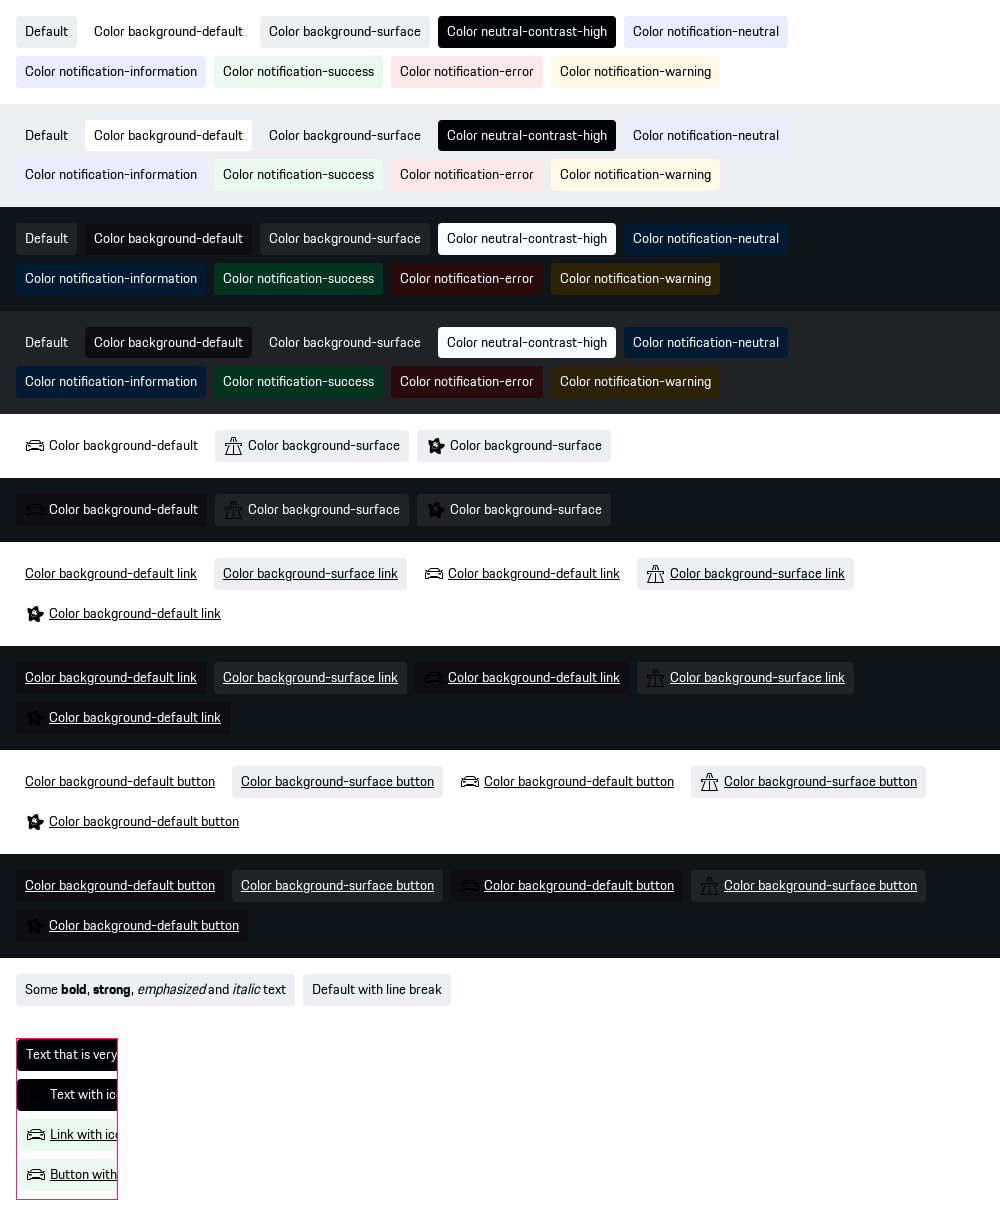 Default Color background-default Color background-surface Color neutral-contrast-high Color notification-neutral
Color notification-information Color notification-success Color notification-error Color notification-warning
Default Color background-default Color background-surface Color neutral-contrast-high Color notification-neutral
Color notification-information Color notification-success Color notification-error Color notification-warning
Default Color background-default Color background-surface Color neutral-contrast-high Color notification-neutral
Color notification-information Color notification-success Color notification-error Color notification-warning
Default Color background-default Color background-surface Color neutral-contrast-high Color notification-neutral
Color notification-information Color notification-success Color notification-error Color notification-warning
Color background-default Color background-surface Color background-surface
Color background-default Color background-surface Color background-surface
Color background-default link Color background-surface link Color background-default link Color background-surface link
Color background-default link
Color background-default link Color background-surface link Color background-default link Color background-surface link
Color background-default link
Color background-default button Color background-surface button Color background-default button Color background-surface button
Color background-default button
Color background-default button Color background-surface button Color background-default button Color background-surface button
Color background-default button
Some bold, strong, emphasized and italic text Default with line break
Text that is very
Text with
Link with
Button with